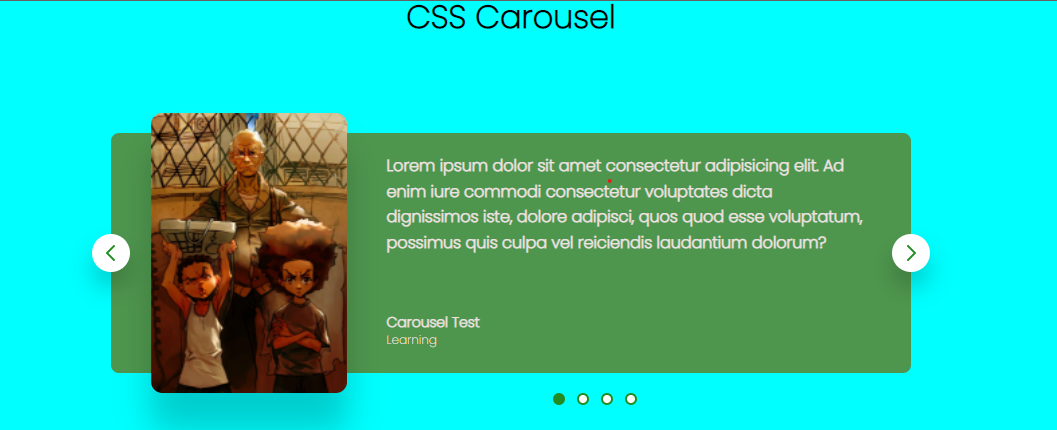 CSS Carousel
Lorem ipsum dolor sit amet consectetur adipisicing elit. Ad
enim iure commodi consectetur voluptates dicta
dignissimos iste, dolore adipisci, quos quod esse voluptatum,
possimus quis culpa vel reiciendis laudantium dolorum?
Carousel Test
Learning